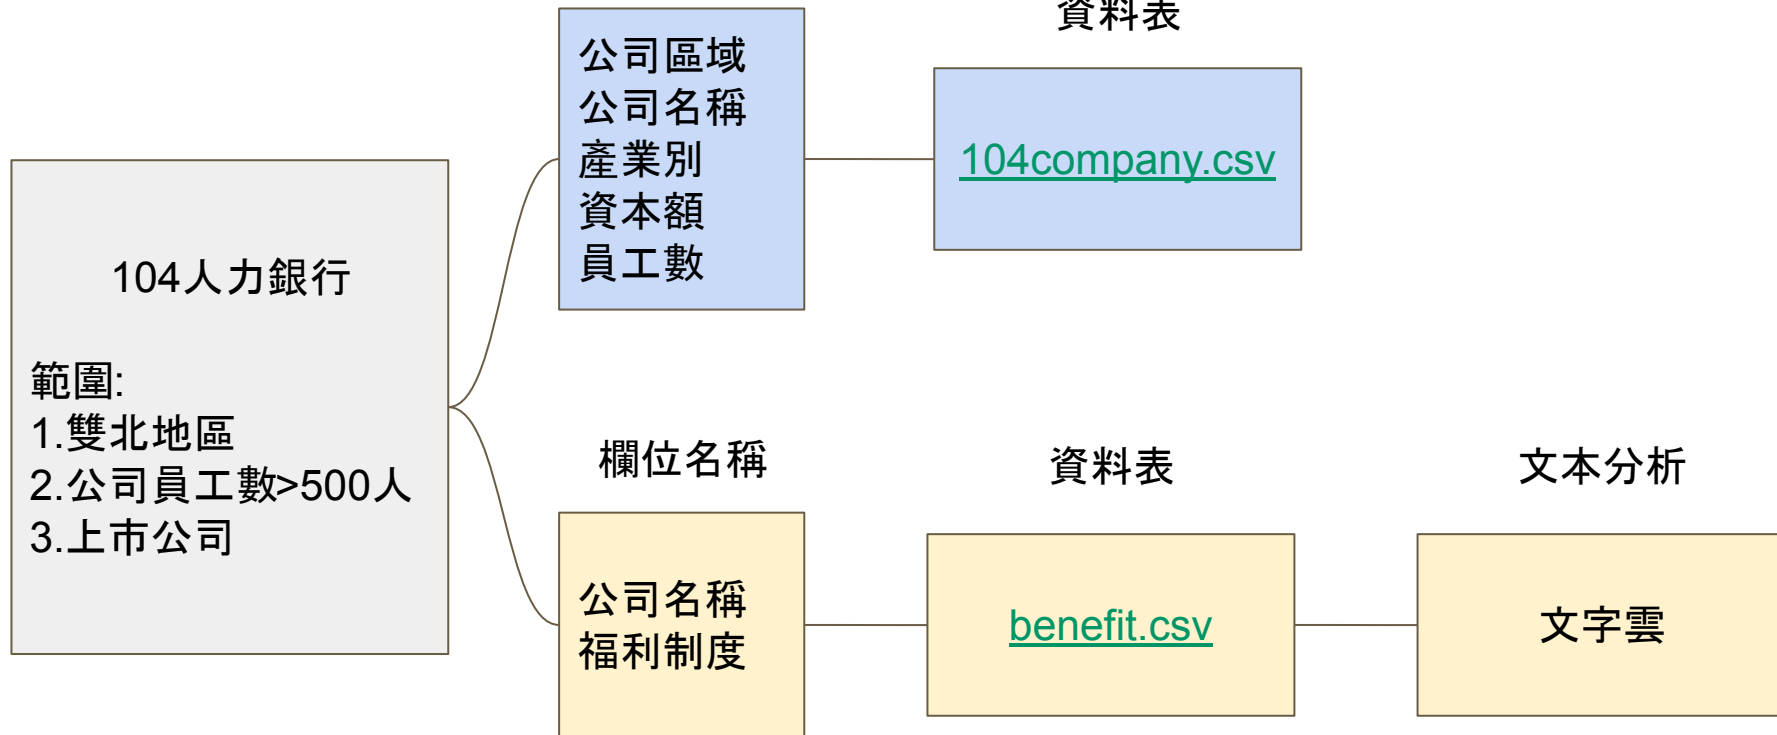 104人力銀行
範圍:
1.雙北地區
2.公司員工數>500人
3.上市公司
公司區域
公司名稱
產業別
資本額
員工數
資料表
104company.csv
欄位名稱
公司名稱
福利制度
資料表
benefit.csv
文本分析
文字雲